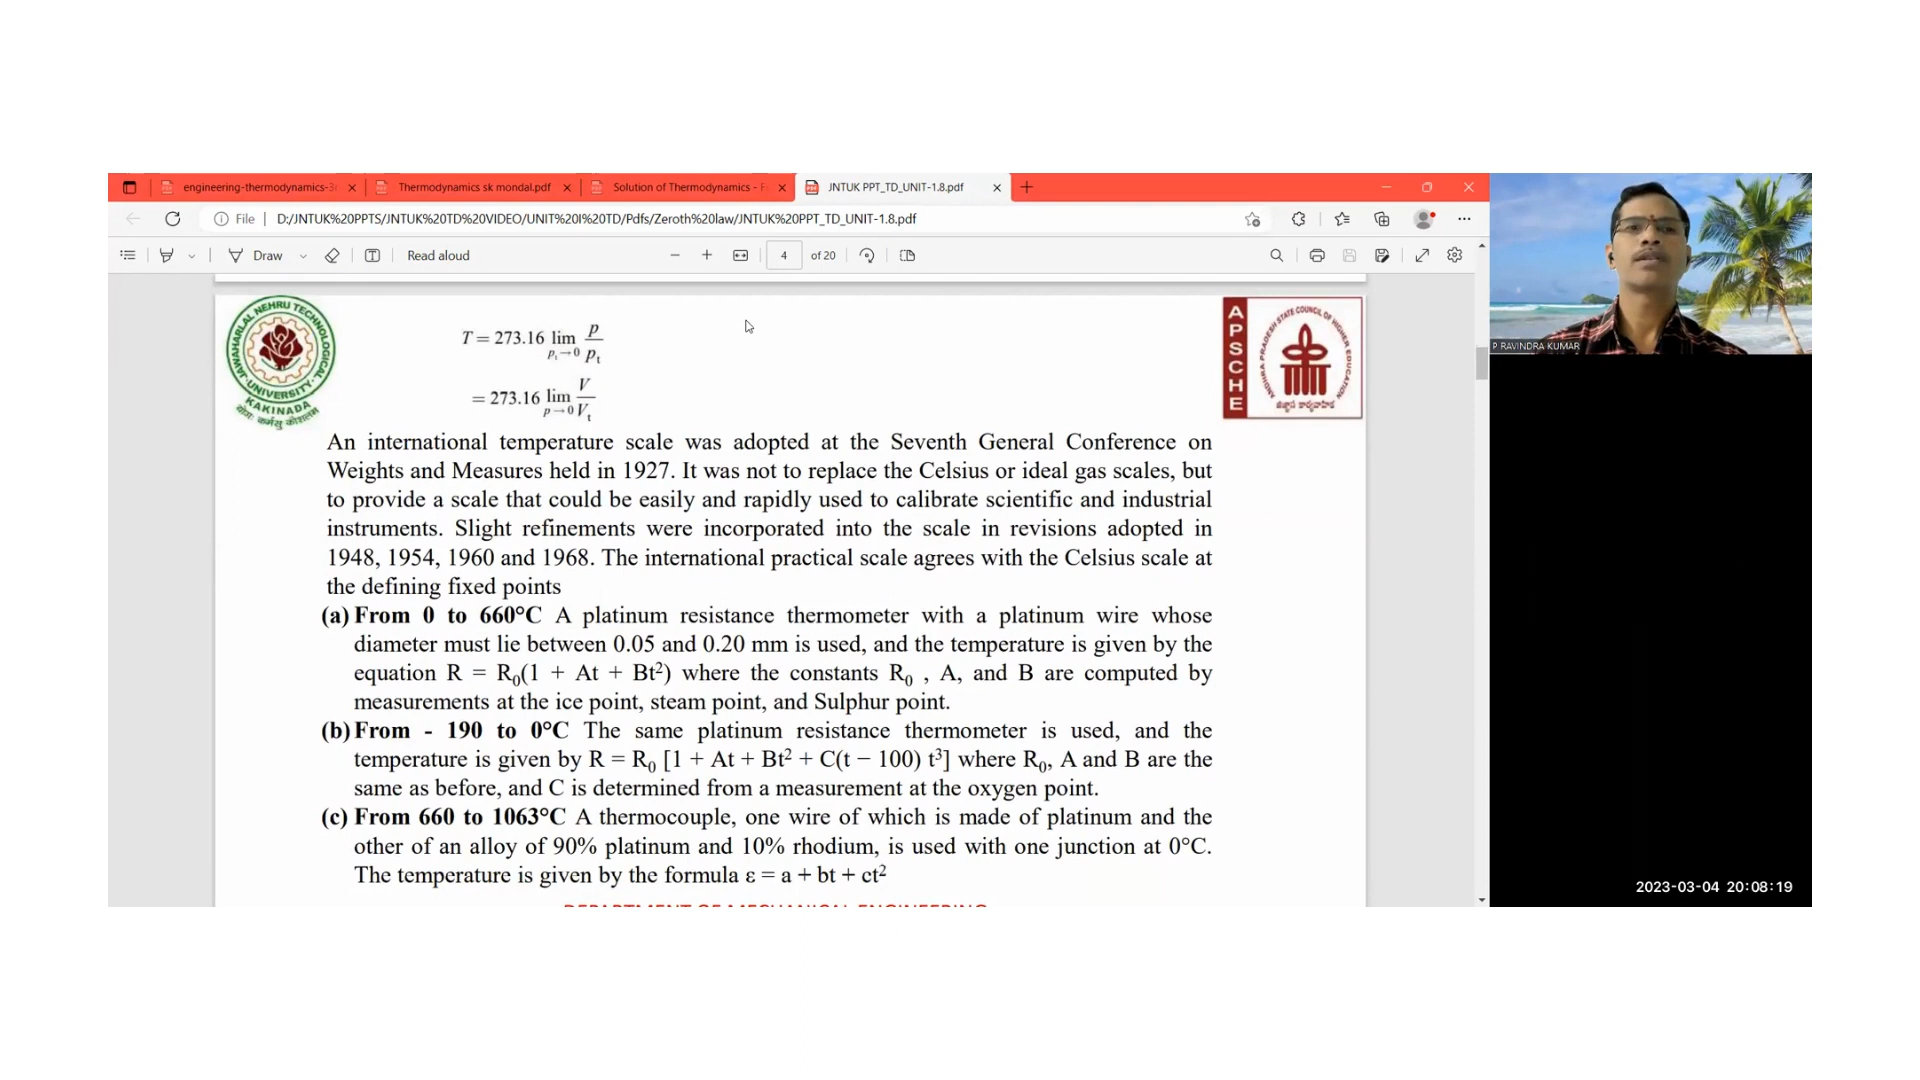 engineering-thermodynamics-3
Thermodynamics sk mondal.pdf
Solution of Thermodynamics - F
JNTUK PPT_TD_UNIT-1.8.pdf
File | D:/JNTUK%20PPTS/JNTUK%20TD%20VIDEO/UNIT%20I%20TD/Pdfs/Zeroth%20law/JNTUK%20PPT_TD_UNIT-1.8.pdf
Draw
Read aloud
4 of 20
JAWAHARLAL NEHRU TECHNOLOGICAL UNIVERSITY
KAKINADA
T = 273.16 lim p/pt
pt→0
= 273.16 lim V/Vt
p→0
APSCHE
ANDHRA PRADESH STATE COUNCIL OF HIGHER EDUCATION
An international temperature scale was adopted at the Seventh General Conference on
Weights and Measures held in 1927. It was not to replace the Celsius or ideal gas scales, but
to provide a scale that could be easily and rapidly used to calibrate scientific and industrial
instruments. Slight refinements were incorporated into the scale in revisions adopted in
1948, 1954, 1960 and 1968. The international practical scale agrees with the Celsius scale at
the defining fixed points
(a) From 0 to 660°C A platinum resistance thermometer with a platinum wire whose
diameter must lie between 0.05 and 0.20 mm is used, and the temperature is given by the
equation R = R₀(1 + At + Bt²) where the constants R₀ , A, and B are computed by
measurements at the ice point, steam point, and Sulphur point.
(b) From - 190 to 0°C The same platinum resistance thermometer is used, and the
temperature is given by R = R₀ [1 + At + Bt² + C(t − 100) t³] where R₀, A and B are the
same as before, and C is determined from a measurement at the oxygen point.
(c) From 660 to 1063°C A thermocouple, one wire of which is made of platinum and the
other of an alloy of 90% platinum and 10% rhodium, is used with one junction at 0°C.
The temperature is given by the formula ε = a + bt + ct²
DEPARTMENT OF MECHANICAL ENGINEERING
P RAVINDRA KUMAR
2023-03-04 20:08:19